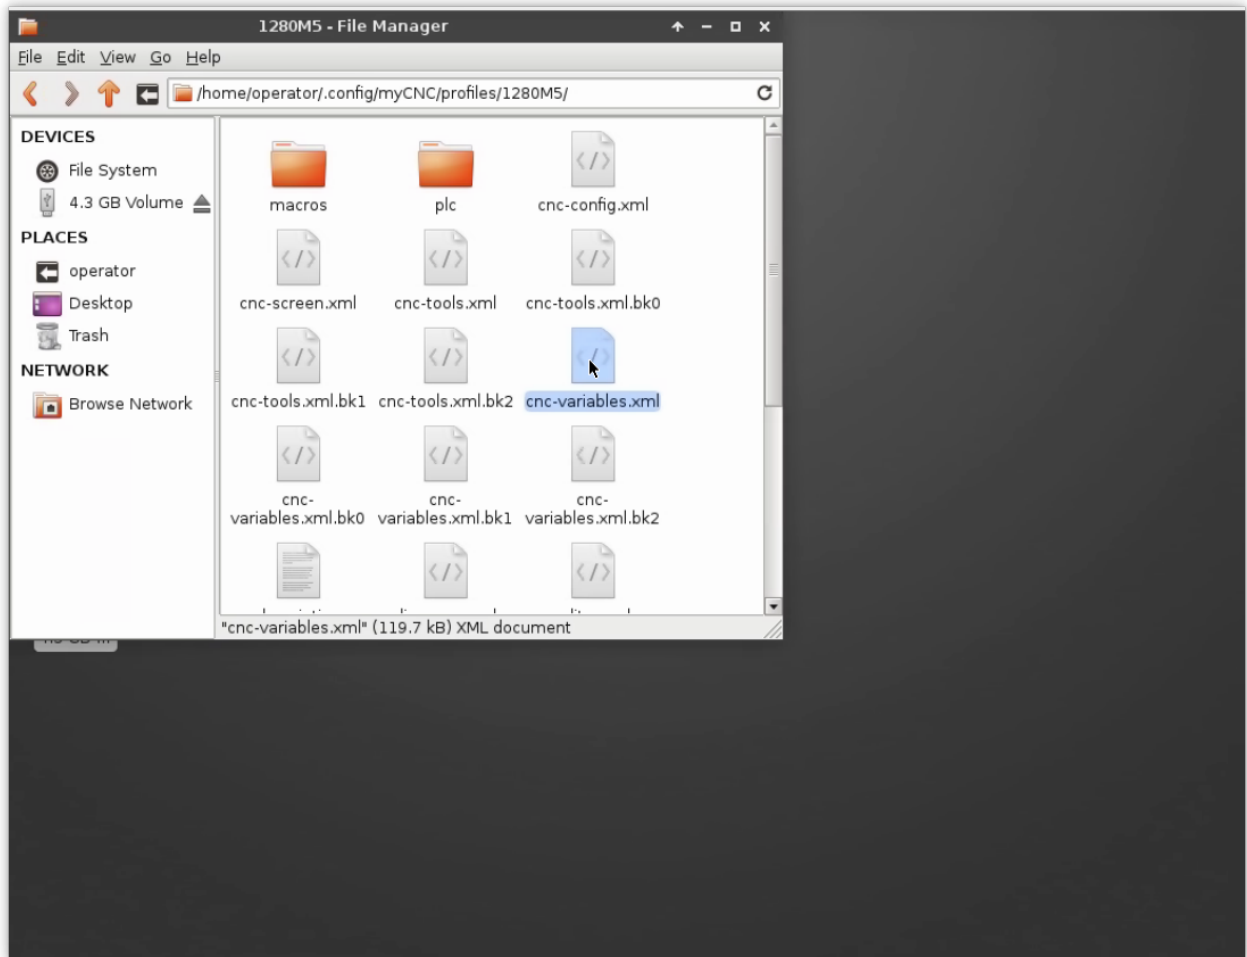 1280M5 - File Manager
File Edit View Go Help
/home/operator/.config/myCNC/profiles/1280M5/
DEVICES
File System
4.3 GB Volume
PLACES
operator
Desktop
Trash
NETWORK
Browse Network
macros plc cnc-config.xml
cnc-screen.xml cnc-tools.xml cnc-tools.xml.bk0
cnc-tools.xml.bk1 cnc-tools.xml.bk2 cnc-variables.xml
cnc- cnc- cnc-
variables.xml.bk0 variables.xml.bk1 variables.xml.bk2
"cnc-variables.xml" (119.7 kB) XML document